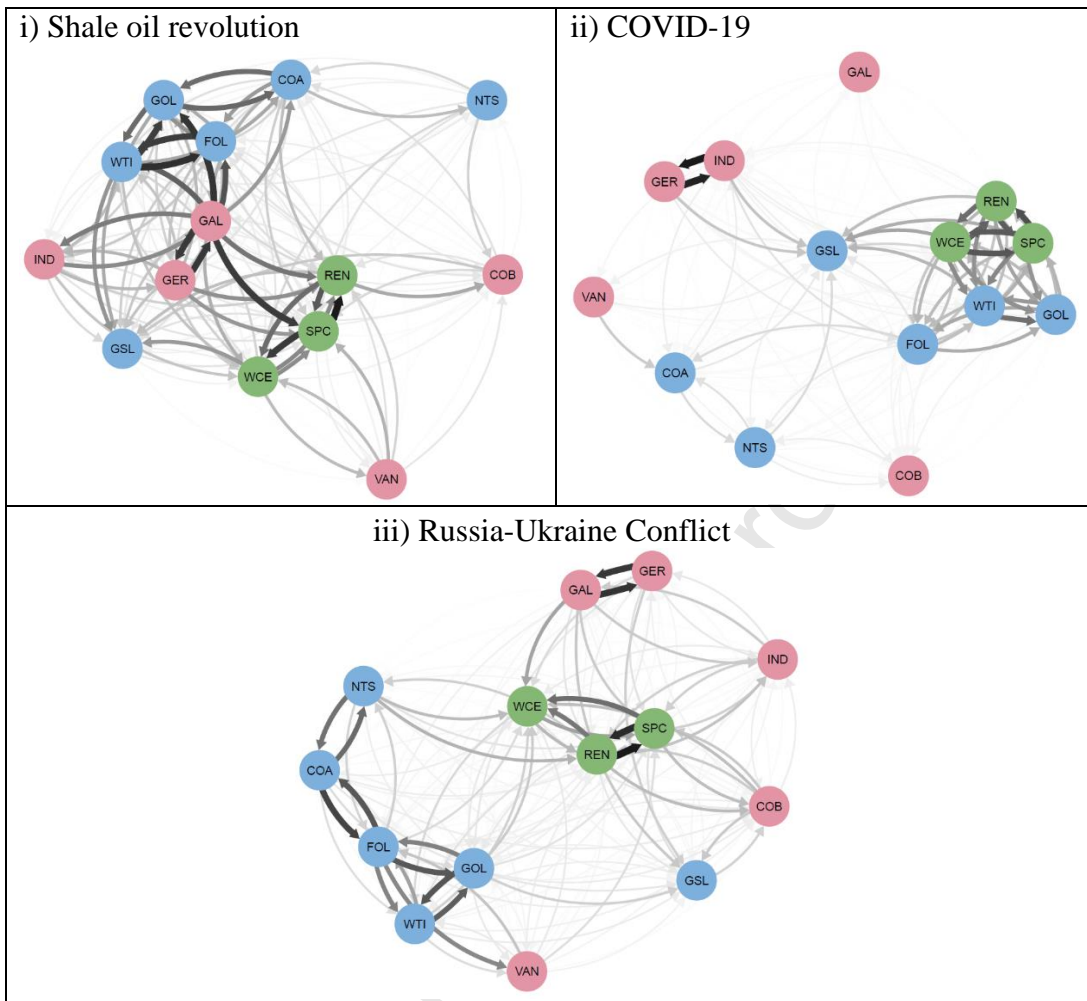 i) Shale oil revolution
COA
GOL
NTS
FOL
WTI
GAL
IND
GER
REN
COB
SPC
GSL
WCE
VAN
ii) COVID-19
GAL
IND
GER
REN
WCE
SPC
GSL
VAN
WTI
GOL
FOL
COA
NTS
COB
iii) Russia-Ukraine Conflict
GER
GAL
IND
NTS
WCE
SPC
REN
COA
COB
FOL
GOL
GSL
WTI
VAN